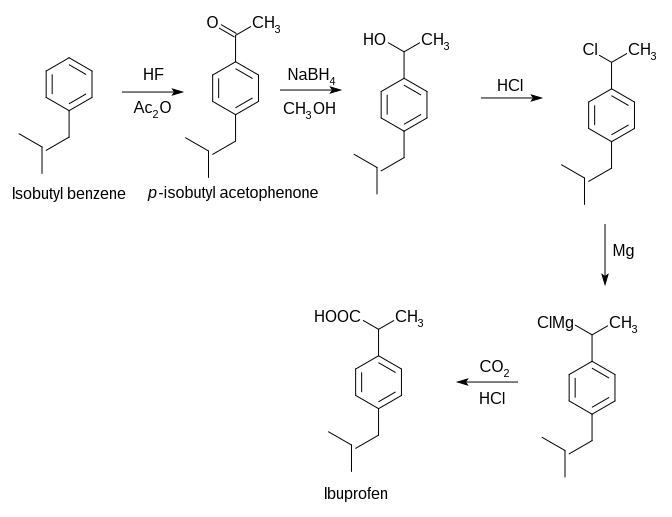 O CH₃
HF
Ac₂O
Isobutyl benzene
p-isobutyl acetophenone
NaBH₄
CH₃OH
HO CH₃
HCl
Cl CH₃
Mg
ClMg CH₃
CO₂
HCl
HOOC CH₃
Ibuprofen